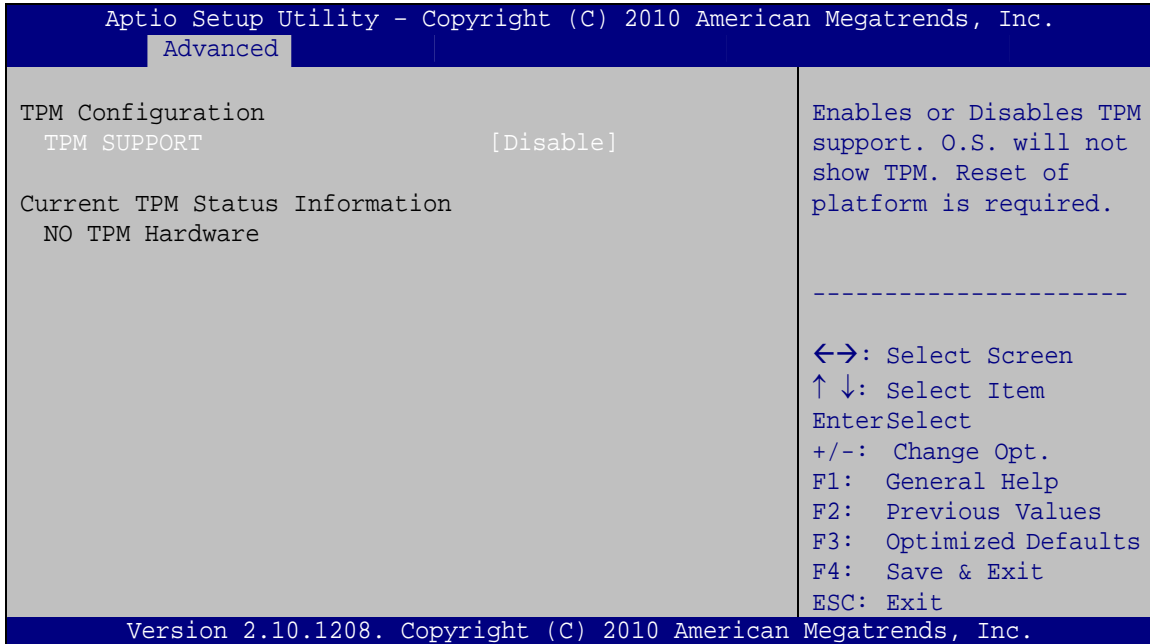 Aptio Setup Utility – Copyright (C) 2010 American Megatrends, Inc.
Advanced
TPM Configuration
TPM SUPPORT [Disable]
Current TPM Status Information
NO TPM Hardware
Enables or Disables TPM
support. O.S. will not
show TPM. Reset of
platform is required.
----------------------
←→: Select Screen
↑ ↓: Select Item
EnterSelect
+/-: Change Opt.
F1: General Help
F2: Previous Values
F3: Optimized Defaults
F4: Save & Exit
ESC: Exit
Version 2.10.1208. Copyright (C) 2010 American Megatrends, Inc.